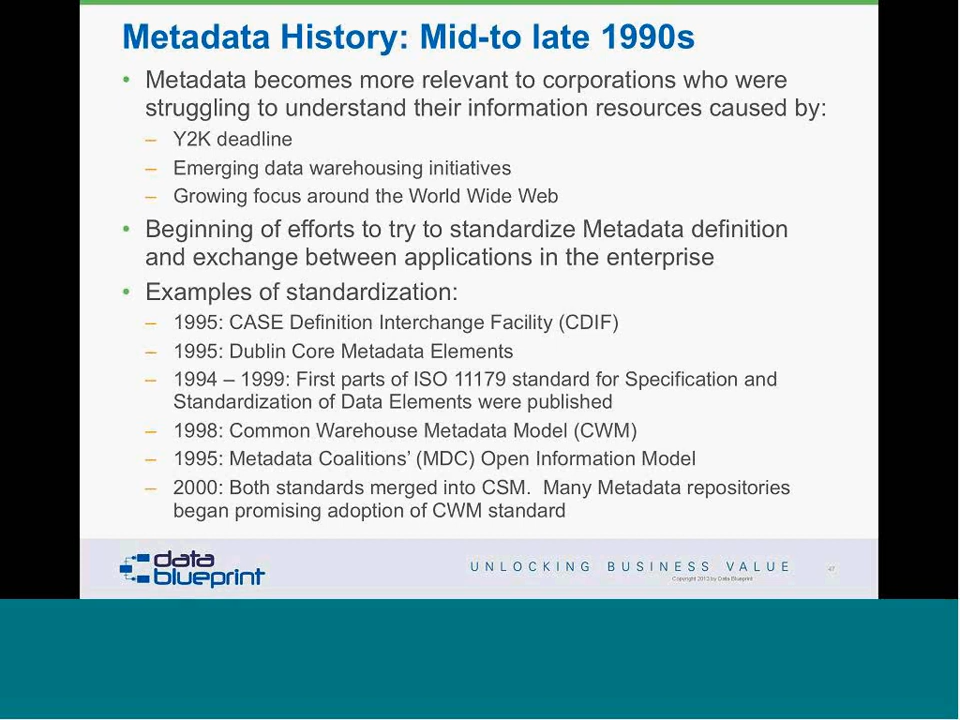 Metadata History: Mid-to late 1990s
• Metadata becomes more relevant to corporations who were
struggling to understand their information resources caused by:
– Y2K deadline
– Emerging data warehousing initiatives
– Growing focus around the World Wide Web
• Beginning of efforts to try to standardize Metadata definition
and exchange between applications in the enterprise
• Examples of standardization:
– 1995: CASE Definition Interchange Facility (CDIF)
– 1995: Dublin Core Metadata Elements
– 1994 – 1999: First parts of ISO 11179 standard for Specification and
Standardization of Data Elements were published
– 1998: Common Warehouse Metadata Model (CWM)
– 1995: Metadata Coalitions’ (MDC) Open Information Model
– 2000: Both standards merged into CSM. Many Metadata repositories
began promising adoption of CWM standard
data
blueprint
UNLOCKING BUSINESS VALUE
Copyright 2013 by Data Blueprint